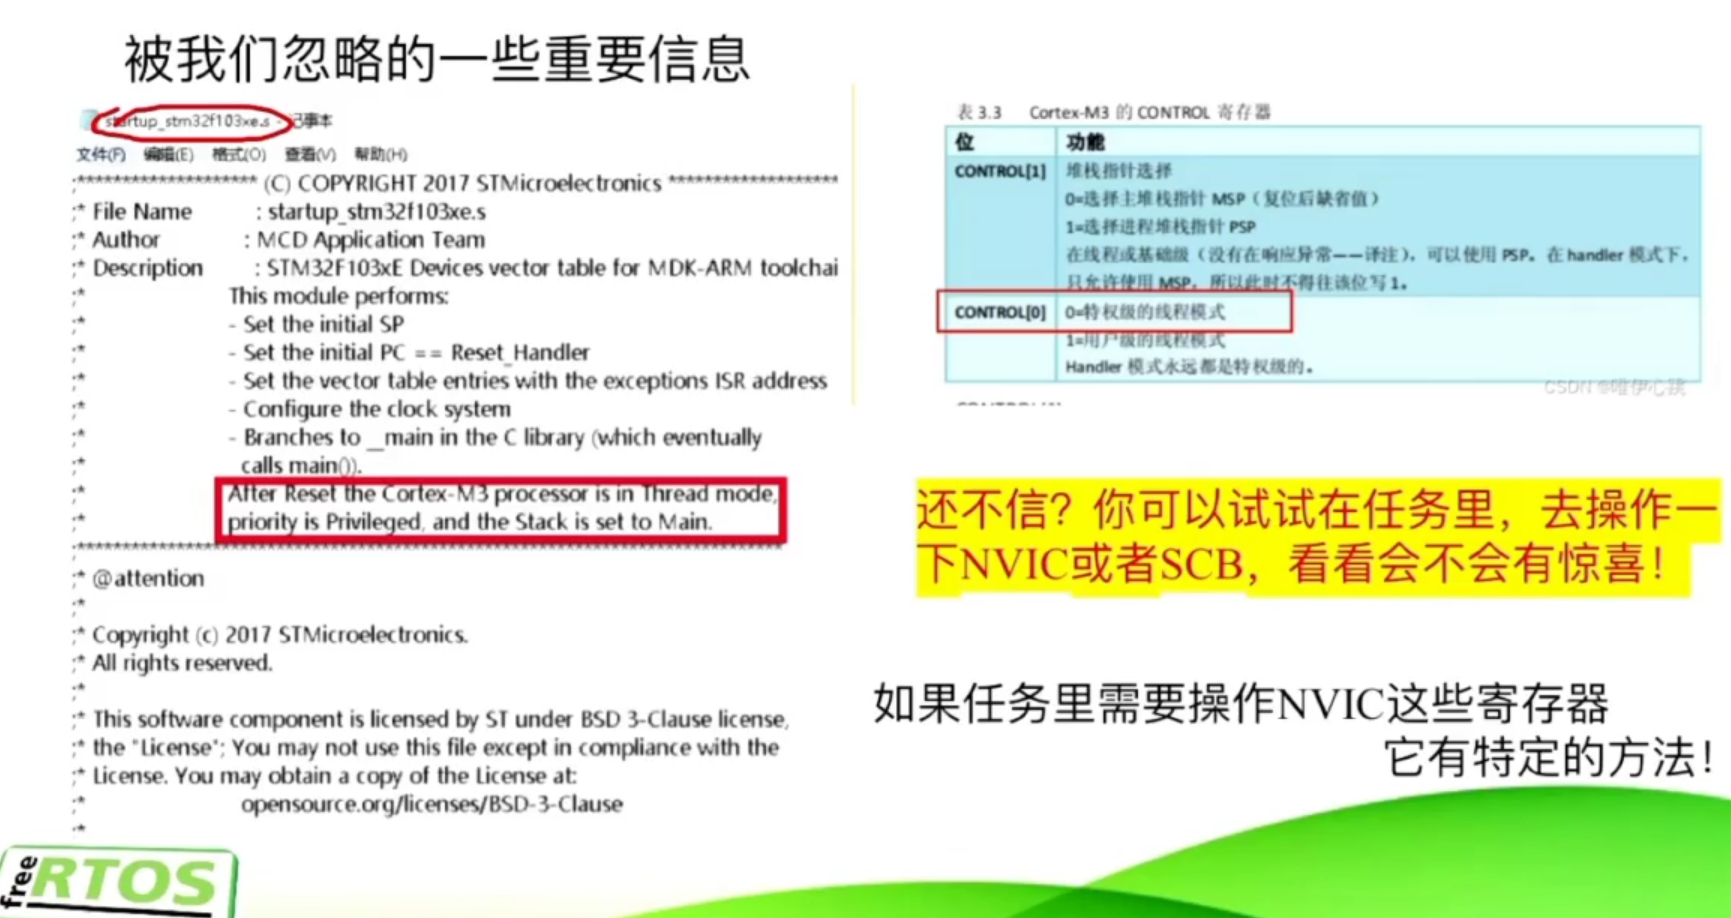 被我们忽略的一些重要信息
startup_stm32f103xe.s - 记事本
文件(F) 编辑(E) 格式(O) 查看(V) 帮助(H)
;********************* (C) COPYRIGHT 2017 STMicroelectronics ********************
;* File Name : startup_stm32f103xe.s
;* Author : MCD Application Team
;* Description : STM32F103xE Devices vector table for MDK-ARM toolchai
;* This module performs:
;* - Set the initial SP
;* - Set the initial PC == Reset_Handler
;* - Set the vector table entries with the exceptions ISR address
;* - Configure the clock system
;* - Branches to __main in the C library (which eventually
;* calls main()).
;* After Reset the Cortex-M3 processor is in Thread mode,
;* priority is Privileged, and the Stack is set to Main.
;******************************************************************************
;* @attention
;*
;* Copyright (c) 2017 STMicroelectronics.
;* All rights reserved.
;*
;* This software component is licensed by ST under BSD 3-Clause license,
;* the "License"; You may not use this file except in compliance with the
;* License. You may obtain a copy of the License at:
;* opensource.org/licenses/BSD-3-Clause
;*
表 3.3 Cortex-M3 的 CONTROL 寄存器
位 功能
CONTROL[1] 堆栈指针选择
0=选择主堆栈指针 MSP（复位后缺省值）
1=选择进程堆栈指针 PSP
在线程或基础级（没有在响应异常——译注），可以使用 PSP。在 handler 模式下，
只允许使用 MSP，所以此时不得往该位写 1。
CONTROL[0] 0=特权级的线程模式
1=用户级的线程模式
Handler 模式永远都是特权级的。
CSDN @唯伊心跳
还不信？你可以试试在任务里，去操作一
下NVIC或者SCB，看看会不会有惊喜！
如果任务里需要操作NVIC这些寄存器
它有特定的方法！
free RTOS